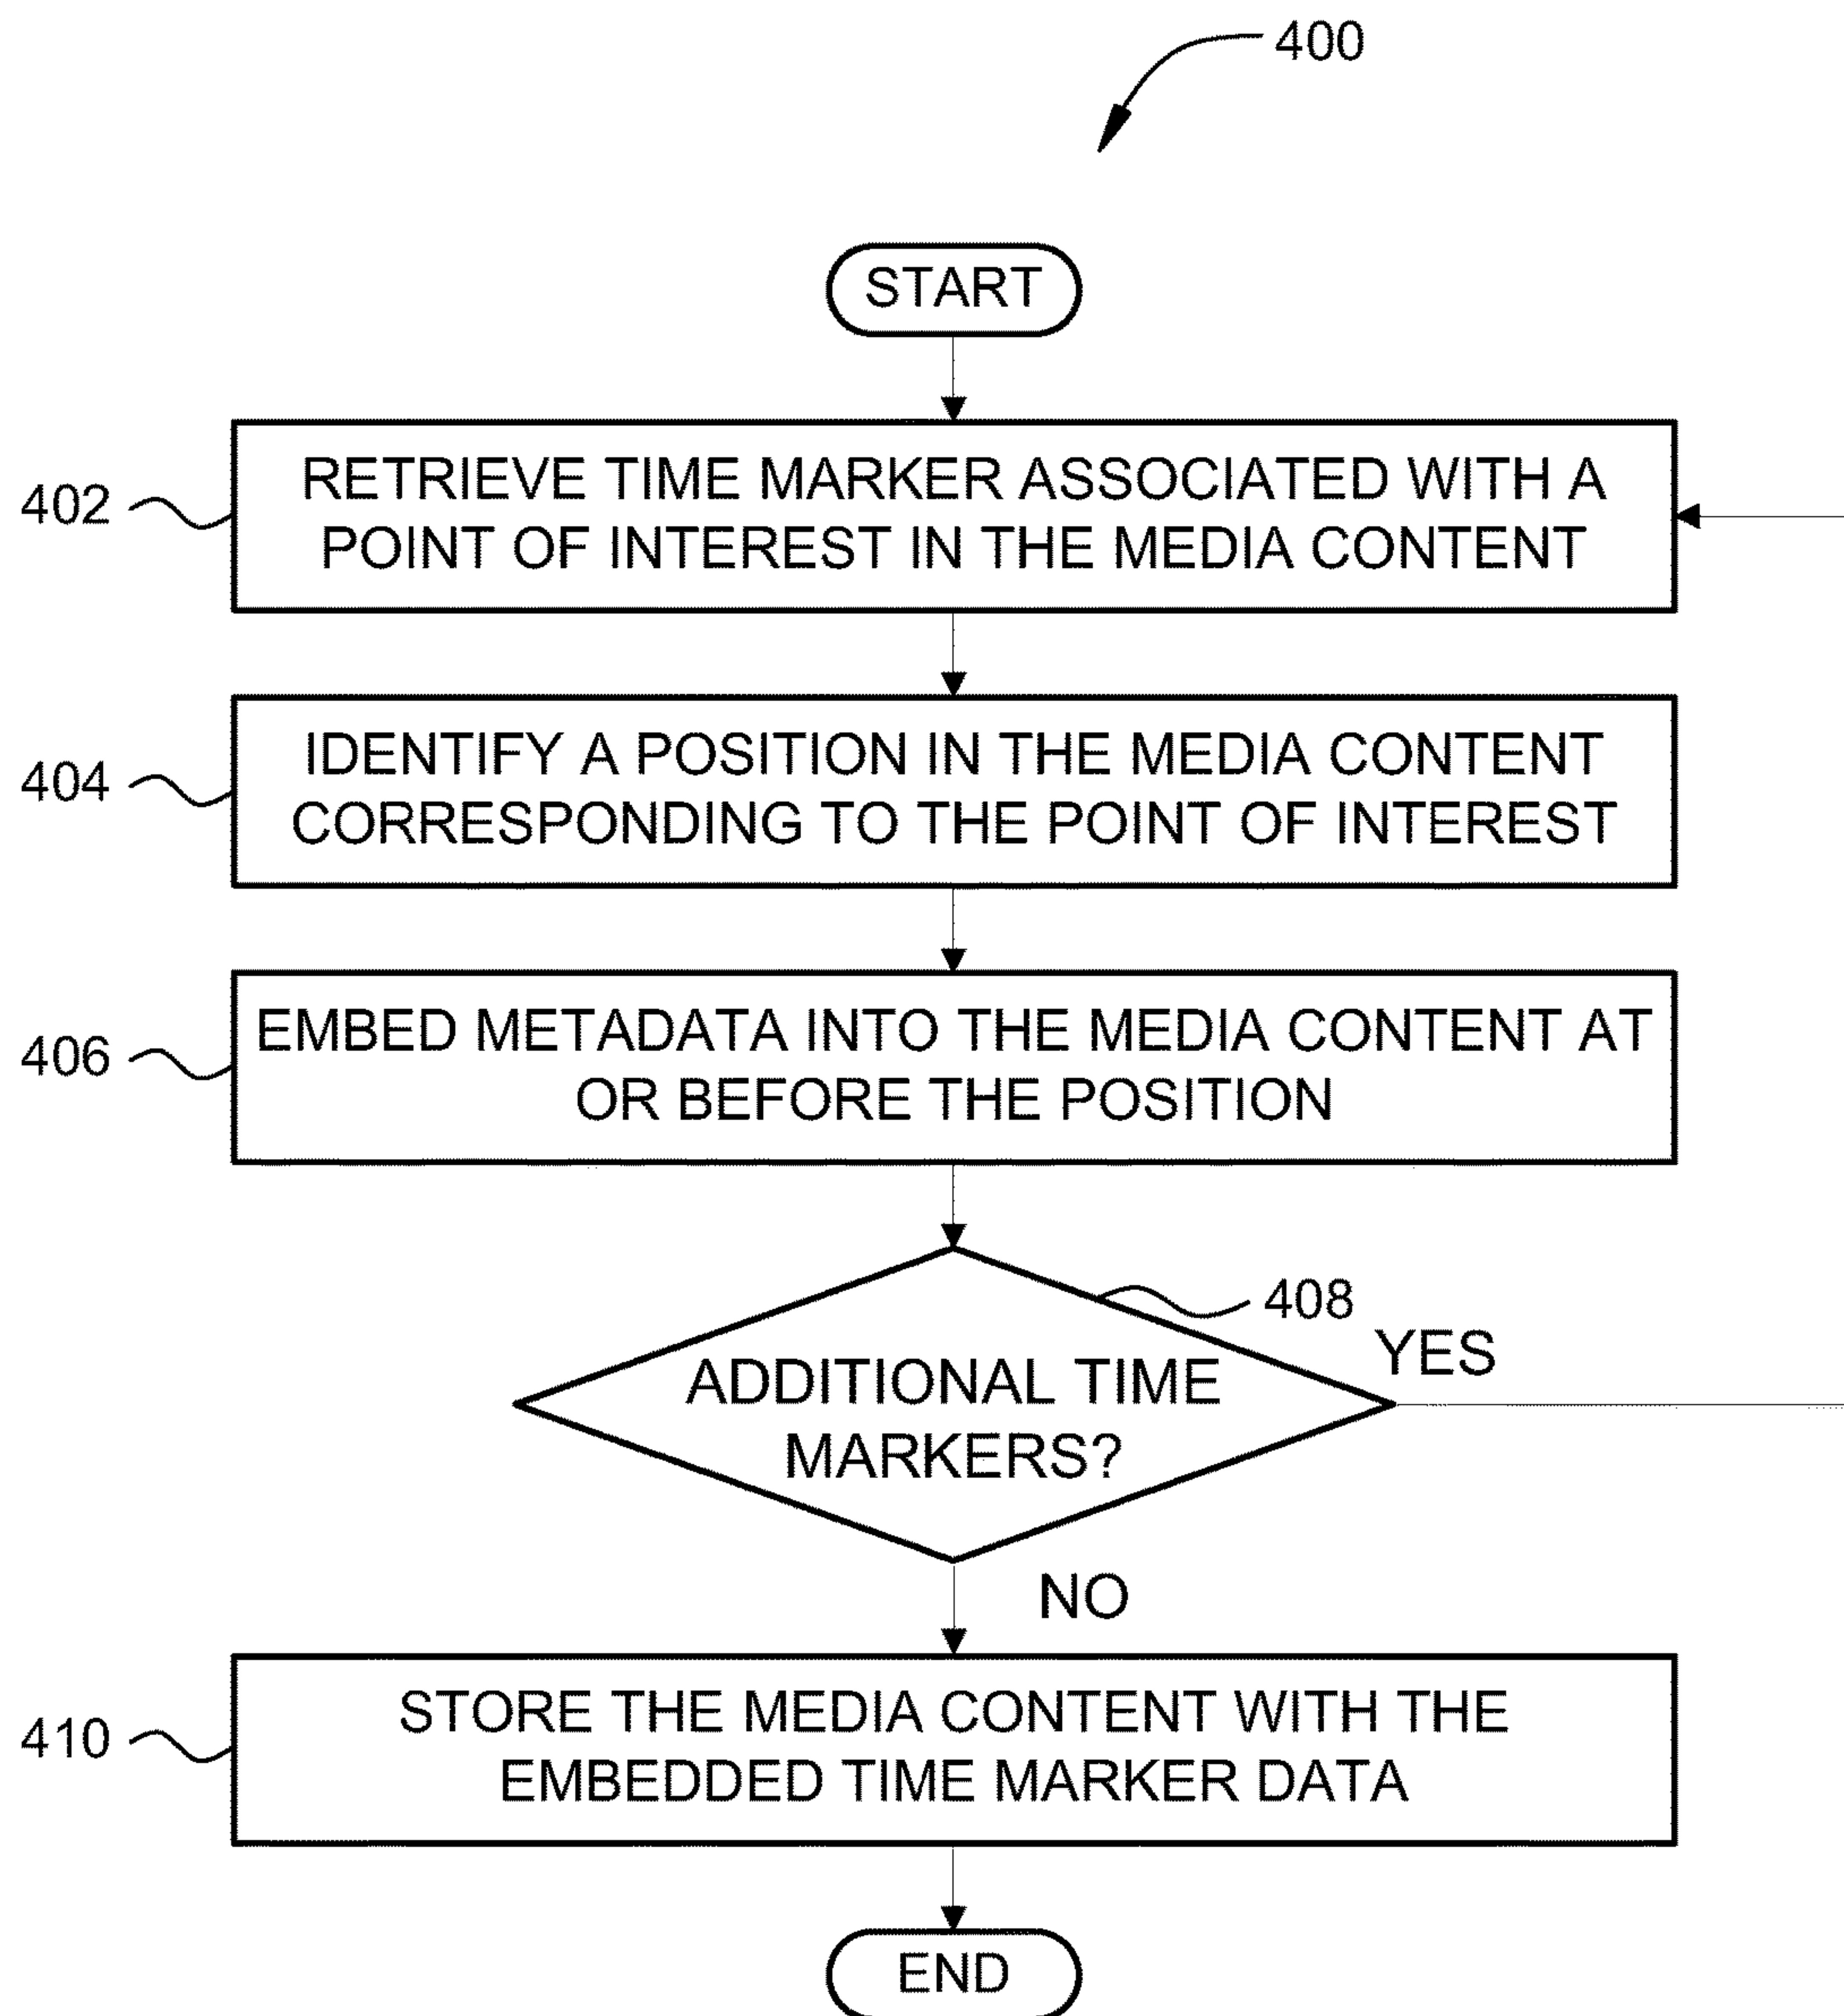 400
START
402
RETRIEVE TIME MARKER ASSOCIATED WITH A
POINT OF INTEREST IN THE MEDIA CONTENT
404
IDENTIFY A POSITION IN THE MEDIA CONTENT
CORRESPONDING TO THE POINT OF INTEREST
406
EMBED METADATA INTO THE MEDIA CONTENT AT
OR BEFORE THE POSITION
408
YES
ADDITIONAL TIME
MARKERS?
NO
410
STORE THE MEDIA CONTENT WITH THE
EMBEDDED TIME MARKER DATA
END